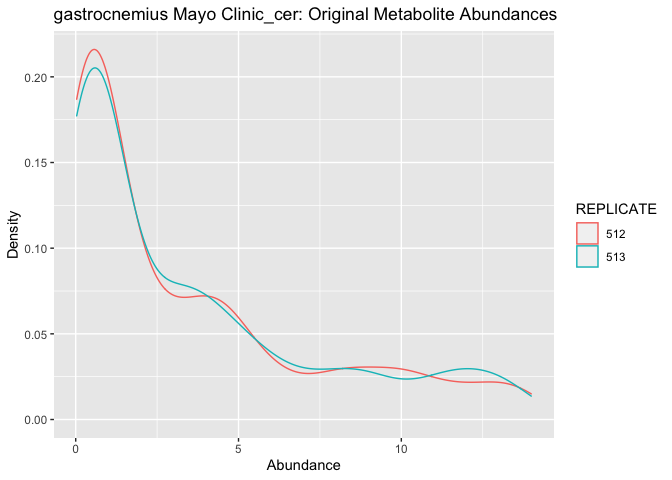 gastrocnemius Mayo Clinic_cer: Original Metabolite Abundances
0.20
0.15
0.10
0.05
0.00
Density
0
5
10
Abundance
REPLICATE
512
513